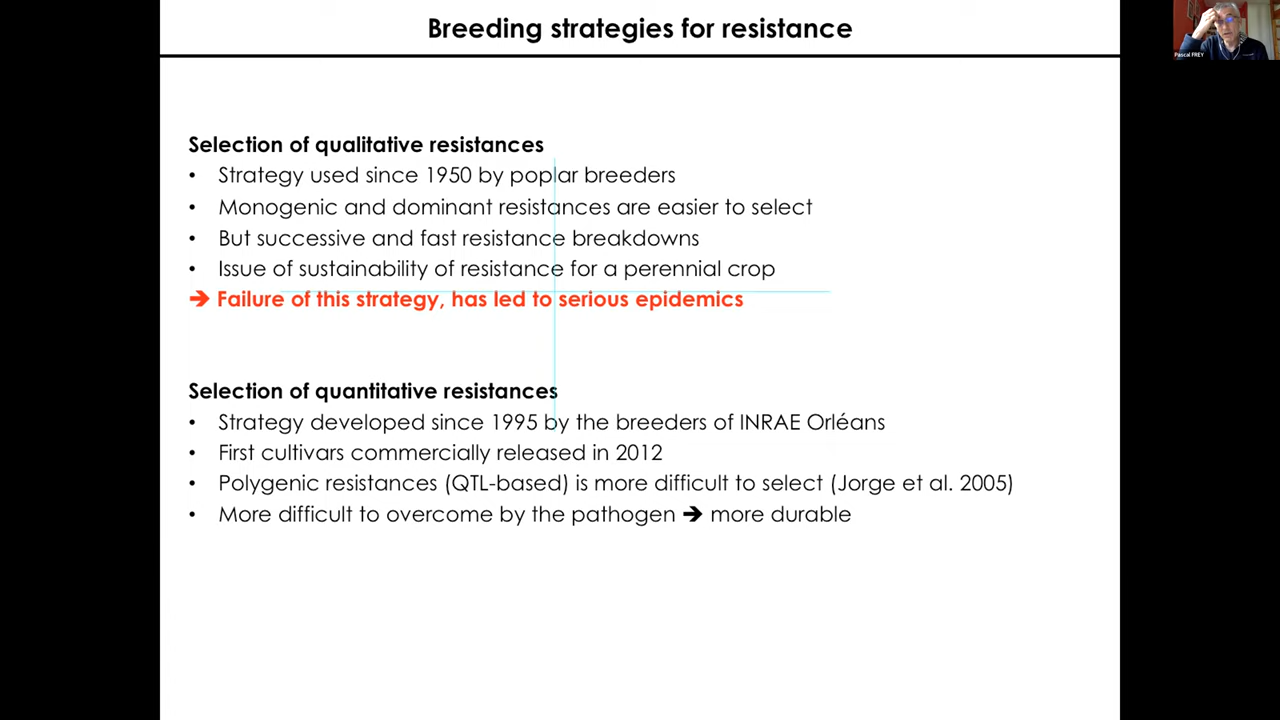 Breeding strategies for resistance
Pascal FREY
Selection of qualitative resistances
• Strategy used since 1950 by poplar breeders
• Monogenic and dominant resistances are easier to select
• But successive and fast resistance breakdowns
• Issue of sustainability of resistance for a perennial crop
➔ Failure of this strategy, has led to serious epidemics
Selection of quantitative resistances
• Strategy developed since 1995 by the breeders of INRAE Orléans
• First cultivars commercially released in 2012
• Polygenic resistances (QTL-based) is more difficult to select (Jorge et al. 2005)
• More difficult to overcome by the pathogen ➔ more durable